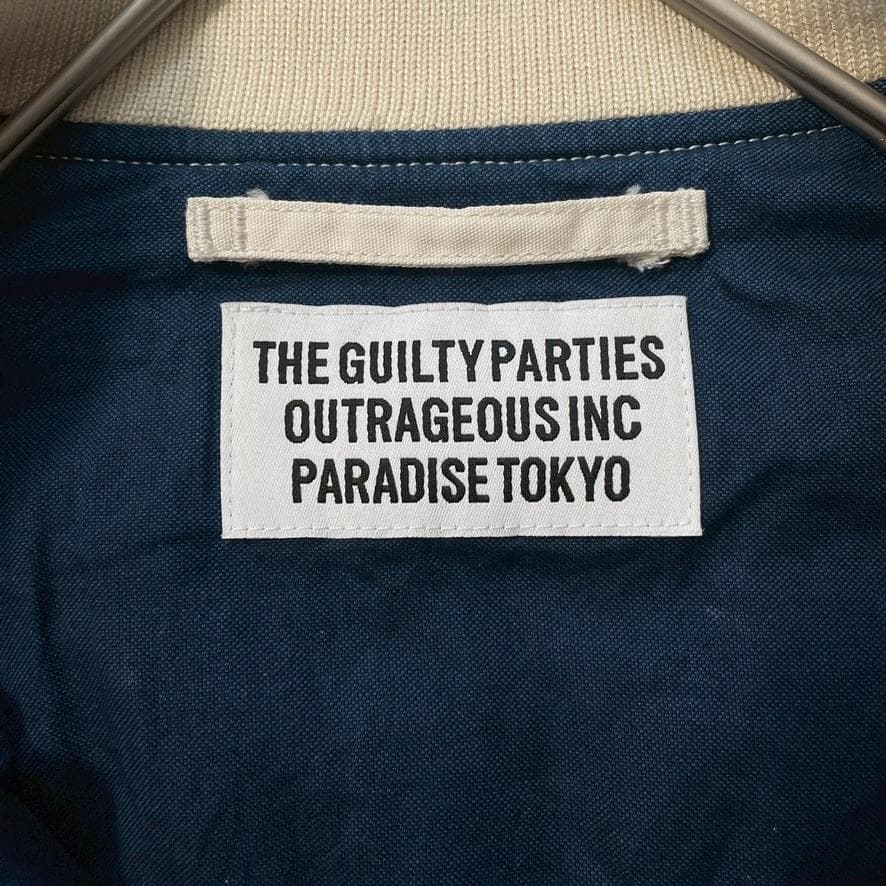 THE GUILTY PARTIES
OUTRAGEOUS INC
PARADISE TOKYO